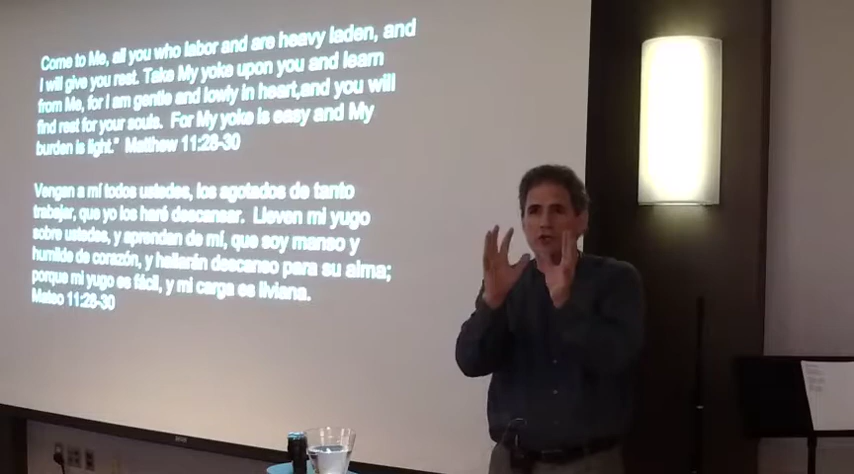 Come to Me, all you who labor and are heavy laden, and
I will give you rest. Take My yoke upon you and learn
from Me, for I am gentle and lowly in heart,and you will
find rest for your souls.  For My yoke is easy and My
burden is light."  Matthew 11:28-30
Vengan a mí todos ustedes, los agotados de tanto
trabajar, que yo los haré descansar.  Lleven mi yugo
sobre ustedes, y aprendan de mí, que soy manso y
humilde de corazón, y hallarán descanso para su alma;
porque mi yugo es fácil, y mi carga es liviana.
Mateo 11:28-30